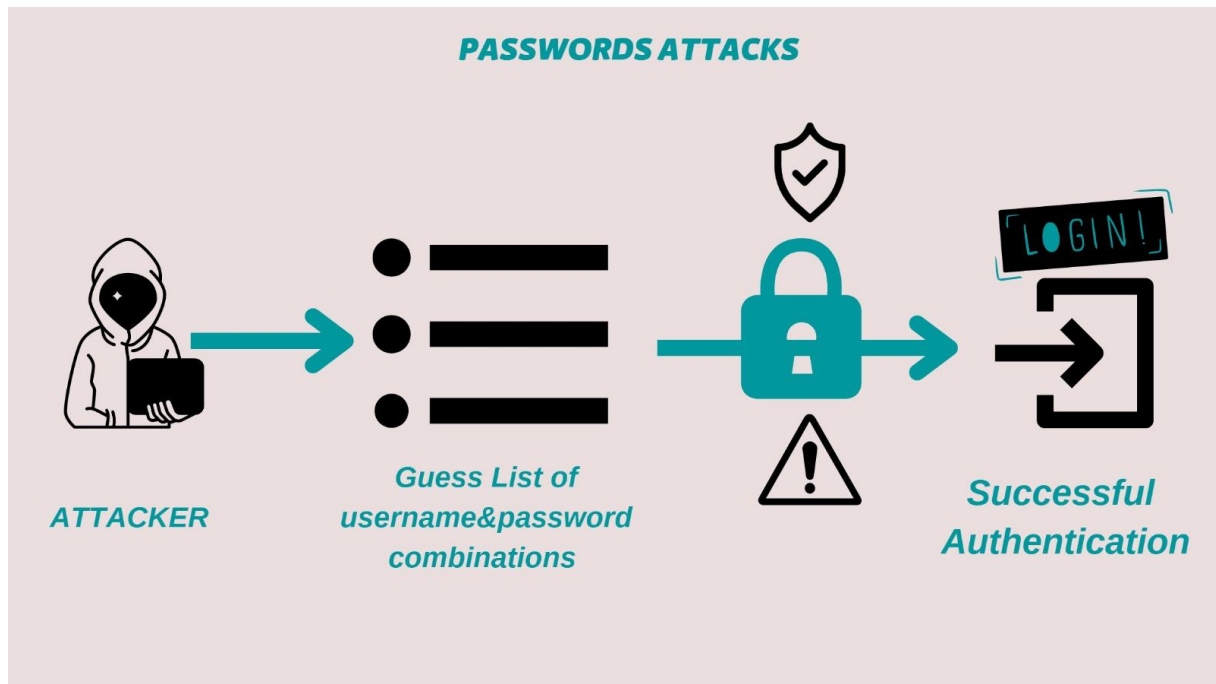 PASSWORDS ATTACKS
LOGIN!
ATTACKER
Guess List of
username&password
combinations
Successful
Authentication